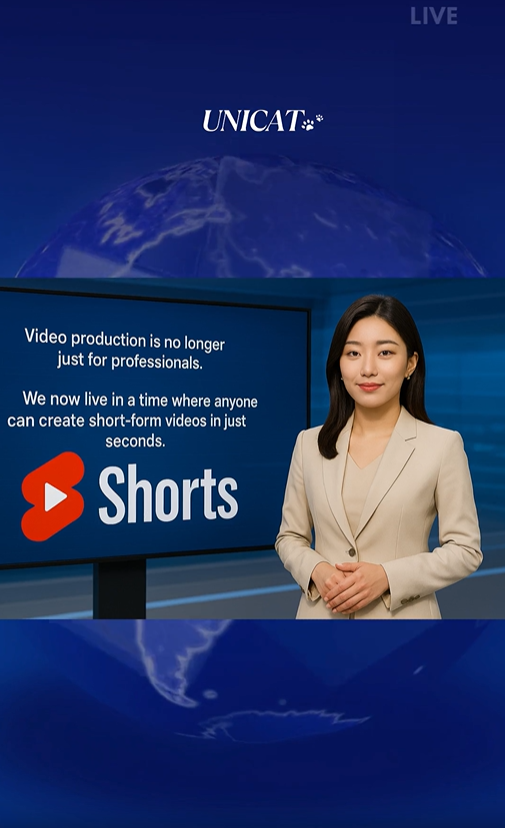 LIVE
UNICAT
Video production is no longer
just for professionals.
We now live in a time where anyone
can create short-form videos in just
seconds.
Shorts